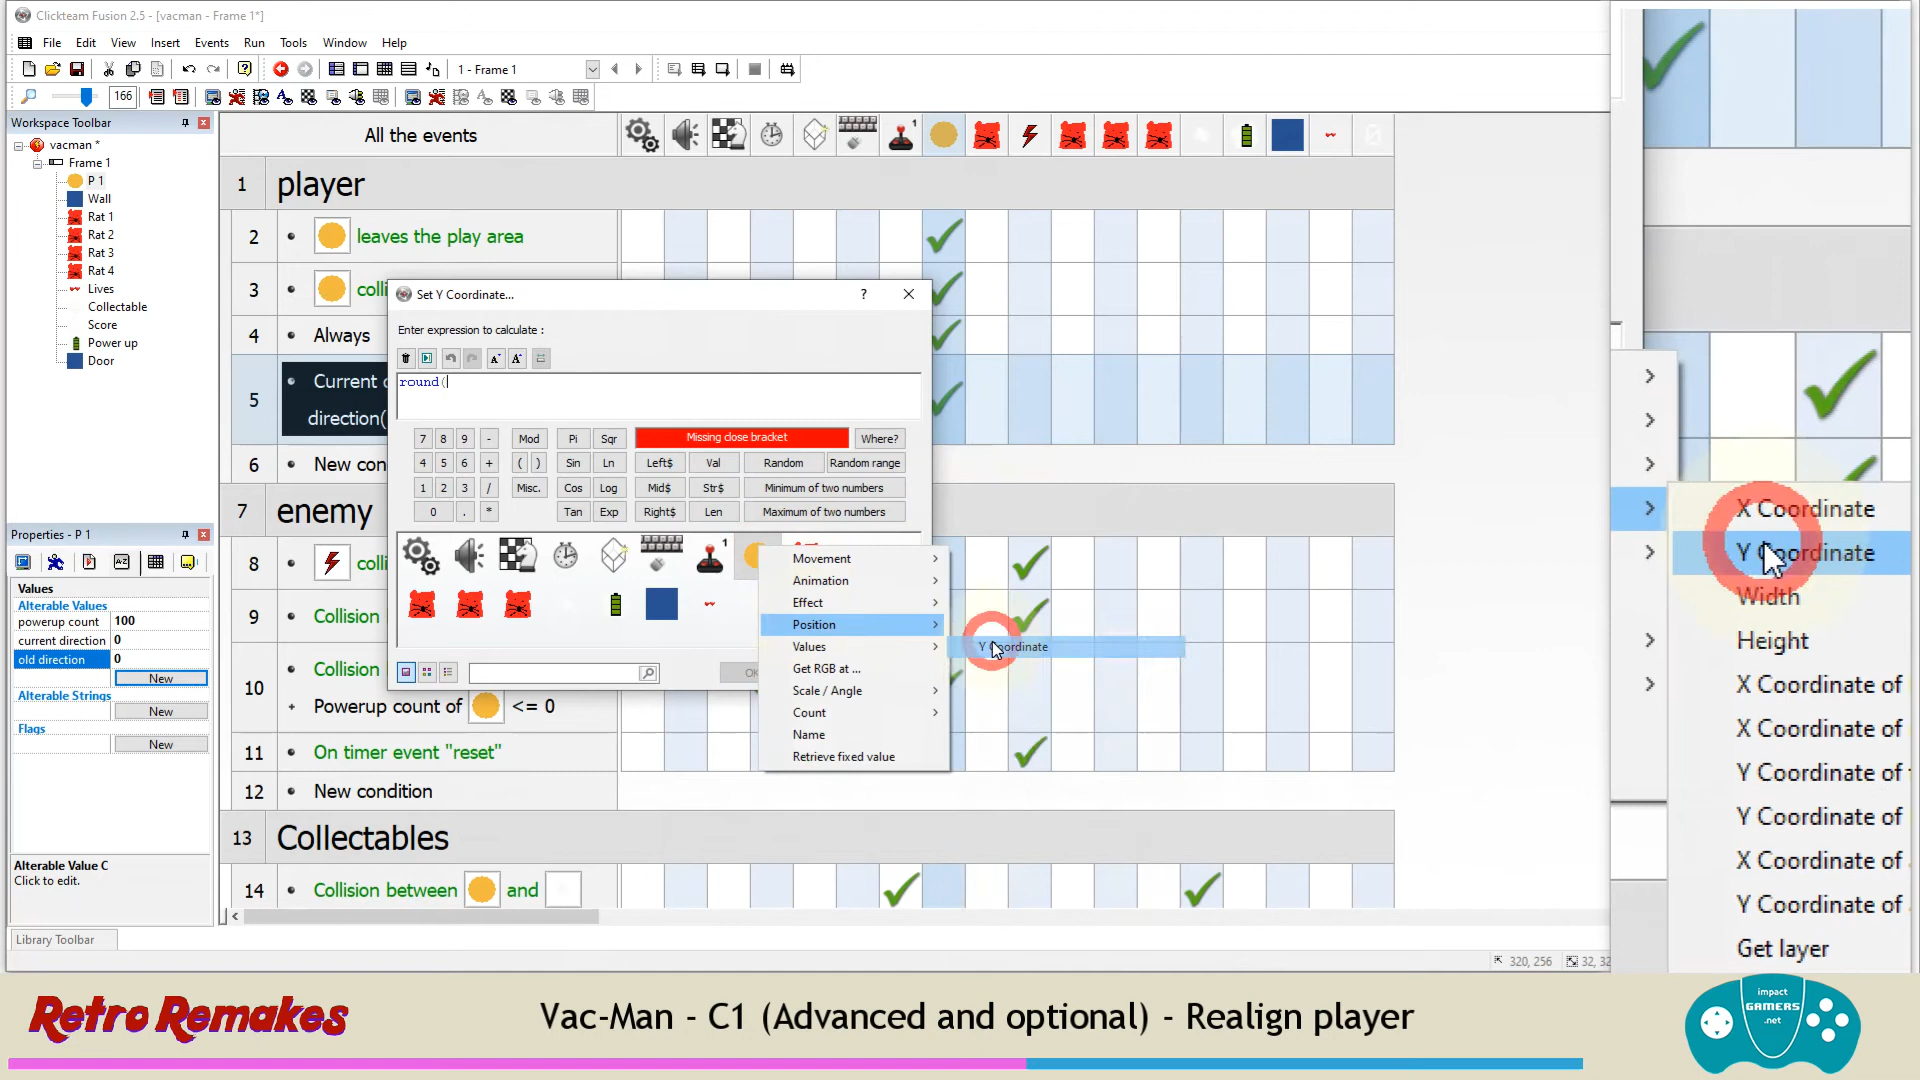 Clickteam Fusion 2.5 - [vacman - Frame 1*]
File Edit View Insert Events Run Tools Window Help
1 - Frame 1
166
Workspace Toolbar
vacman *
Frame 1
P 1
Wall
Rat 1
Rat 2
Rat 3
Rat 4
Lives
Collectable
Score
Power up
Door
Properties - P 1
Values
Alterable Values
powerup count 100
current direction 0
old direction 0
New
Alterable Strings
New
Flags
New
Alterable Value C
Click to edit.
Library Toolbar
All the events
1 player
2 leaves the play area
3 colli
4 Always
5 Current
direction(
6 New con
7 enemy
8 colli
9 Collision
10 Collision
+ Powerup count of <= 0
11 On timer event "reset"
12 New condition
13 Collectables
14 Collision between and
Set Y Coordinate...
Enter expression to calculate :
round(
7 8 9 - Mod Pi Sqr Missing close bracket Where?
4 5 6 + ( ) Sin Ln Left$ Val Random Random range
1 2 3 / Misc. Cos Log Mid$ Str$ Minimum of two numbers
0 . * Tan Exp Right$ Len Maximum of two numbers
1
Movement
Animation
Effect
Position
Values
Get RGB at ...
Scale / Angle
Count
Name
Retrieve fixed value
Y Coordinate
X Coordinate
Y Coordinate
Width
Height
X Coordinate of
X Coordinate of
Y Coordinate of
Y Coordinate of
X Coordinate of
Y Coordinate of
Get layer
320, 256
32, 32
Retro Remakes
Vac-Man - C1 (Advanced and optional) - Realign player
impact
GAMERS
.net